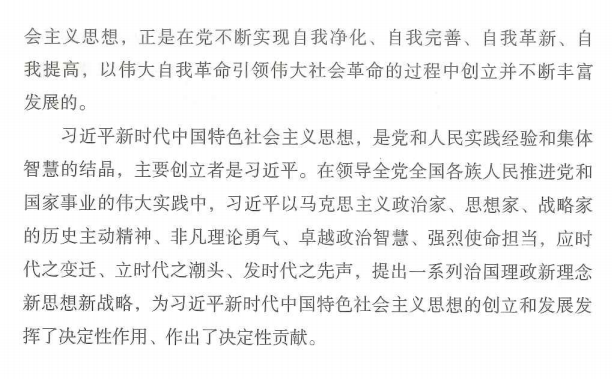 会主义思想，正是在党不断实现自我净化、自我完善、自我革新、自
我提高，以伟大自我革命引领伟大社会革命的过程中创立并不断丰富
发展的。
习近平新时代中国特色社会主义思想，是党和人民实践经验和集体
智慧的结晶，主要创立者是习近平。在领导全党全国各族人民推进党和
国家事业的伟大实践中，习近平以马克思主义政治家、思想家、战略家
的历史主动精神、非凡理论勇气、卓越政治智慧、强烈使命担当，应时
代之变迁、立时代之潮头、发时代之先声，提出一系列治国理政新理念
新思想新战略，为习近平新时代中国特色社会主义思想的创立和发展发
挥了决定性作用、作出了决定性贡献。